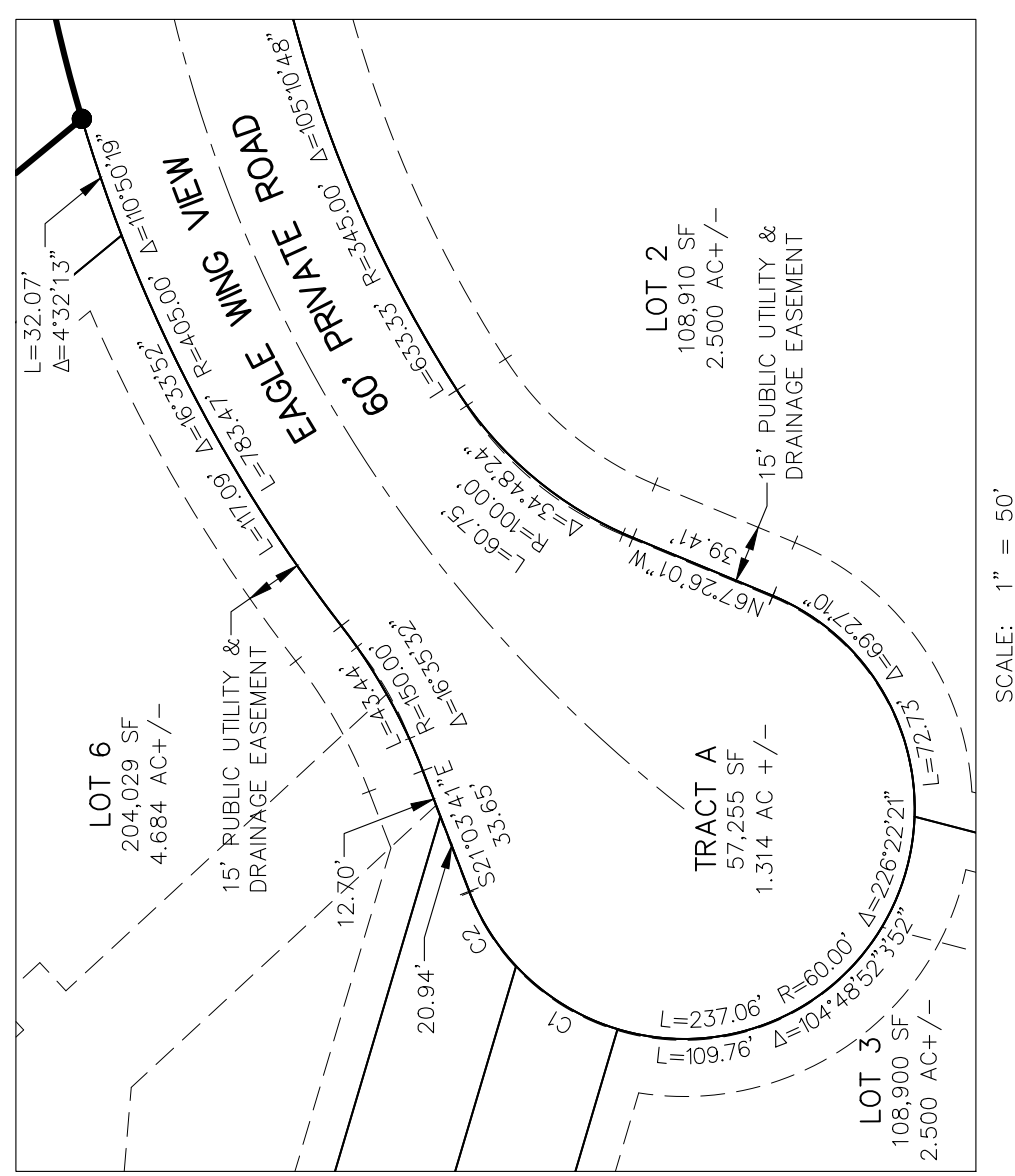 L=32.07'
Δ=4°32'13"
Δ=110°50'19"
R=405.00'
L=783.47'
Δ=16°33'52"
L=117.09'
EAGLE WING VIEW
60' PRIVATE ROAD
Δ=105°10'48"
R=345.00'
L=633.33'
LOT 2
108,910 SF
2.500 AC+/-
15' PUBLIC UTILITY &
DRAINAGE EASEMENT
L=60.75'
R=100.00'
Δ=34°48'24"
N67°26'01"W
39.41'
LOT 6
204,029 SF
4.684 AC+/-
15' PUBLIC UTILITY &
DRAINAGE EASEMENT
L=43.44'
R=150.00'
Δ=16°35'32"
12.70'
S21°03'41"E
33.65'
20.94'
C2
C1
TRACT A
57,255 SF
1.314 AC +/-
L=72.73' Δ=69°27'10"
L=237.06' R=60.00' Δ=226°22'21"
L=109.76' Δ=104°48'52"
3'52"
LOT 3
108,900 SF
2.500 AC+/-
SCALE: 1" = 50'